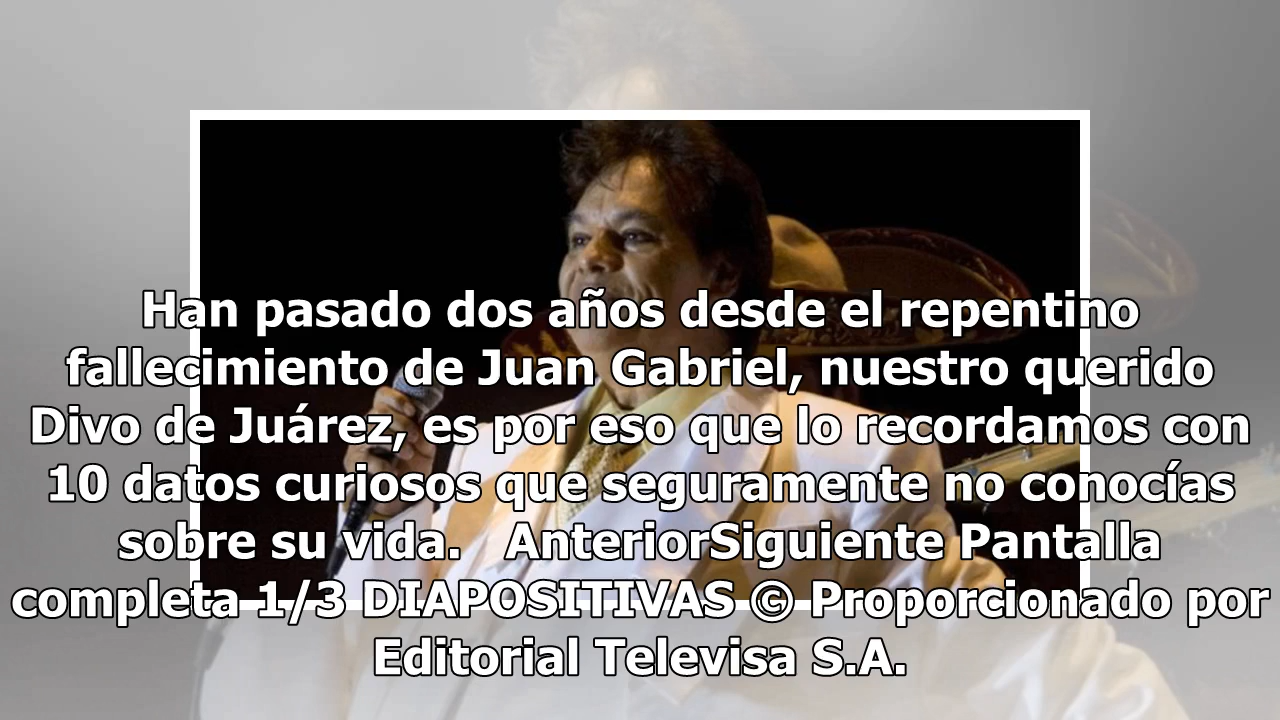 Han pasado dos años desde el repentino
fallecimiento de Juan Gabriel, nuestro querido
Divo de Juárez, es por eso que lo recordamos con
10 datos curiosos que seguramente no conocías
sobre su vida.   AnteriorSiguiente Pantalla
completa 1/3 DIAPOSITIVAS © Proporcionado por
Editorial Televisa S.A.